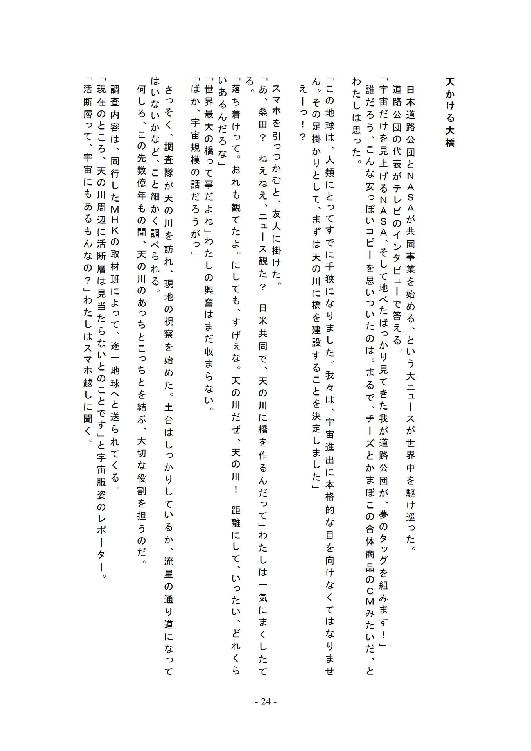 天かける大橋
日本道路公団とNASAが共同事業を始める、という大ニュースが世界中を駆け巡った。
道路公団の代表がテレビのインタビューで答える。
「宇宙だけを見上げるNASA、そして地べたばっかり見てきた我が道路公団が、夢のタッグを組みます！」
誰だろう、こんな安っぽいコピーを思いついたのは。まるで、チーズとかまぼこの合体商品のCMみたいだ、と
わたしは思った。
「この地球は、人類にとってすでに手狭になりました。我々は、宇宙進出に本格的な目を向けなくてはなりませ
ん。その足掛かりとして、まずは天の川に橋を建設することを決定しました」
えーっ！？
スマホを引っつかむと、友人に掛けた。
「あ、桑田？　ねえねえ、ニュース観た？　日米共同で、天の川に橋を作るんだって」わたしは一気にまくしたて
る。
「落ち着けって。おれも観てたよ。にしても、すげぇな。天の川だぜ、天の川！　距離にして、いったい、どれくら
いあるんだろな」
「世界最大の橋って事だよね」わたしの興奮はまだ収まらない。
「ばか、宇宙規模の話だろうがっ」
さっそく、調査隊が天の川を訪れ、現地の視察を始めた。土台はしっかりしているか、流星の通り道になって
はいないかなど、こと細かく調べられる。
何しろ、この先数億年もの間、天の川のあっちとこっちとを結ぶ、大切な役割を担うのだ。
調査内容は、同行したMHKの取材班によって、逐一地球へと送られてくる。
「現在のところ、天の川周辺に活断層は見当たらないとのことです」と宇宙服姿のレポーター。
「活断層って、宇宙にもあるもんなの？」わたしはスマホ越しに聞く。
- 24 -